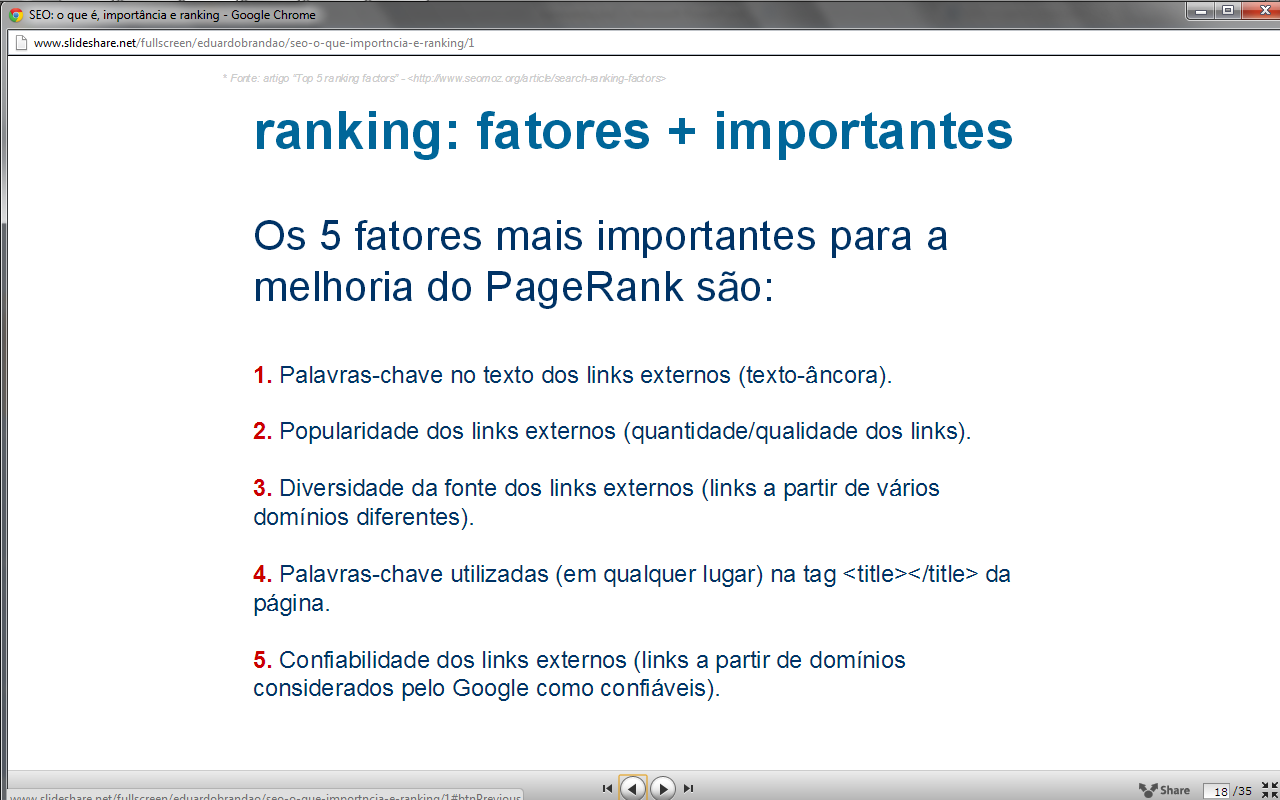 SEO: o que é, importância e ranking - Google Chrome
www.slideshare.net/fullscreen/eduardobrandao/seo-o-que-importncia-e-ranking/1
* Fonte: artigo "Top 5 ranking factors" - <http://www.seomoz.org/article/search-ranking-factors>
ranking: fatores + importantes
Os 5 fatores mais importantes para a
melhoria do PageRank são:
1. Palavras-chave no texto dos links externos (texto-âncora).
2. Popularidade dos links externos (quantidade/qualidade dos links).
3. Diversidade da fonte dos links externos (links a partir de vários
domínios diferentes).
4. Palavras-chave utilizadas (em qualquer lugar) na tag <title></title> da
página.
5. Confiabilidade dos links externos (links a partir de domínios
considerados pelo Google como confiáveis).
Share 18 /35
www.slideshare.net/fullscreen/eduardobrandao/seo-o-que-importncia-e-ranking/1#btnPrevious